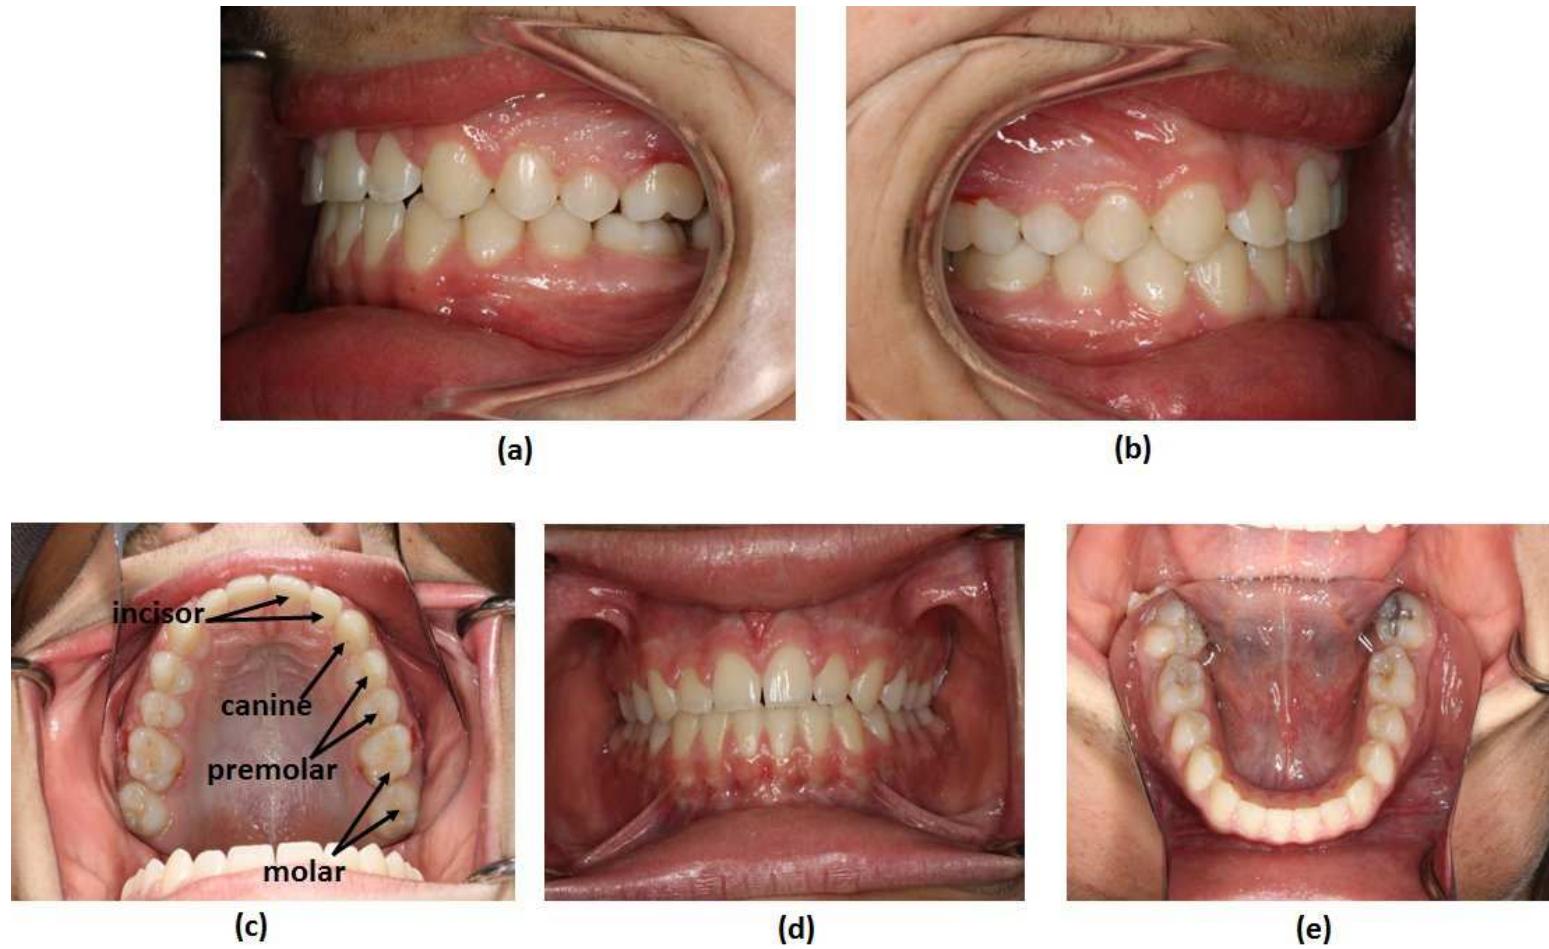 (a)
(b)
incisor
canine
premolar
molar
(c)
(d)
(e)